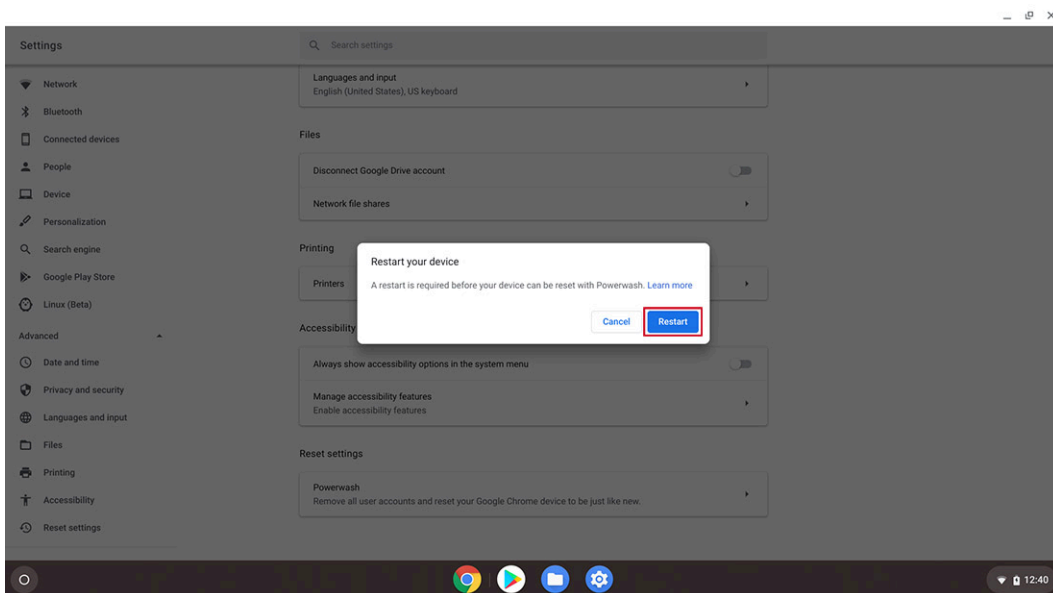 Settings
Search settings
Network
Bluetooth
Connected devices
People
Device
Personalization
Search engine
Google Play Store
Linux (Beta)
Advanced
Date and time
Privacy and security
Languages and input
Files
Printing
Accessibility
Reset settings
Languages and input
English (United States), US keyboard
Files
Disconnect Google Drive account
Network file shares
Printing
Printers
Restart your device
A restart is required before your device can be reset with Powerwash. Learn more
Cancel Restart
Accessibility
Always show accessibility options in the system menu
Manage accessibility features
Enable accessibility features
Reset settings
Powerwash
Remove all user accounts and reset your Google Chrome device to be just like new.
12:40